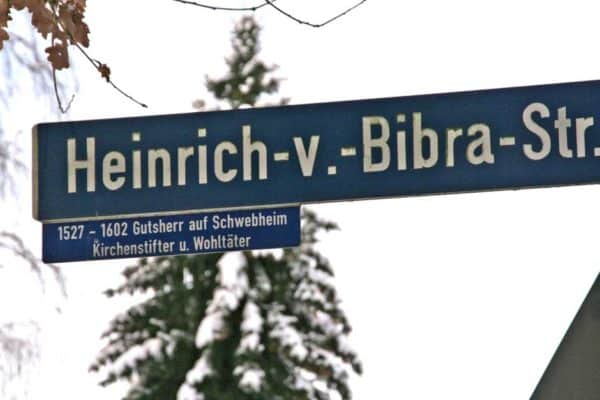 Heinrich-v.-Bibra-Str.
1527 - 1602 Gutsherr auf Schwebheim
Kirchenstifter u. Wohltäter